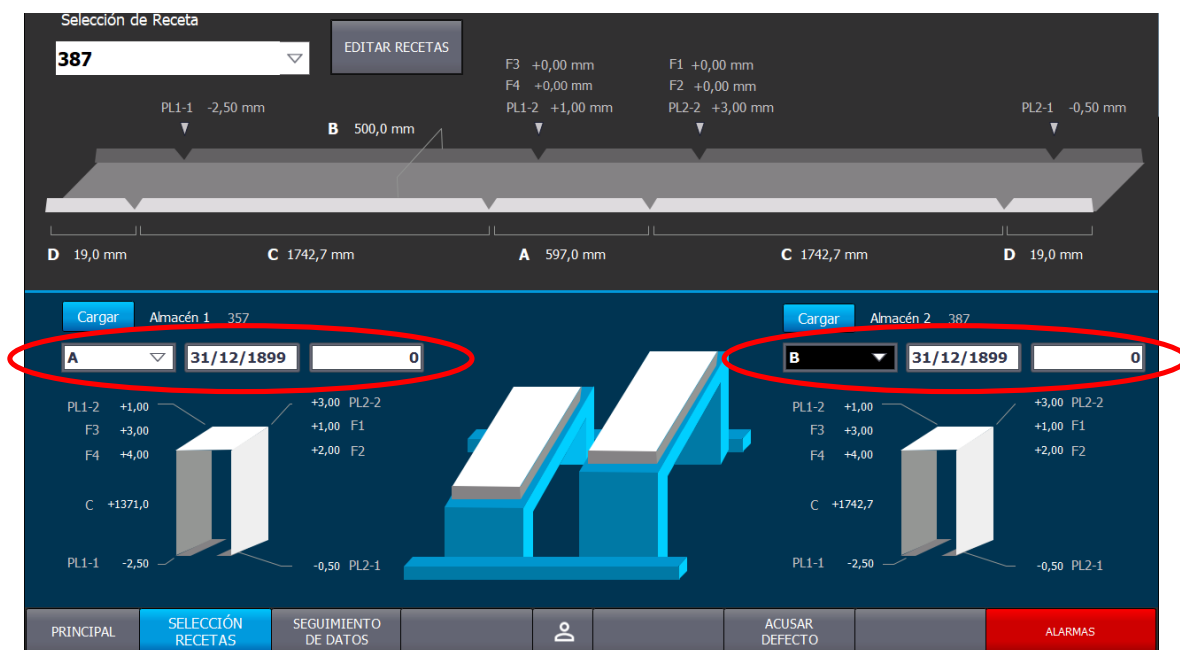 Selección de Receta
387
EDITAR RECETAS
F3 +0,00 mm
F1 +0,00 mm
F4 +0,00 mm
F2 +0,00 mm
PL1-1 -2,50 mm
PL1-2 +1,00 mm
PL2-2 +3,00 mm
PL2-1 -0,50 mm
B 500,0 mm
D 19,0 mm
C 1742,7 mm
A 597,0 mm
C 1742,7 mm
D 19,0 mm
Cargar Almacén 1 357
A 31/12/1899 0
PL1-2 +1,00
+3,00 PL2-2
F3 +3,00
+1,00 F1
F4 +4,00
+2,00 F2
C +1371,0
PL1-1 -2,50
-0,50 PL2-1
Cargar Almacén 2 387
B 31/12/1899 0
PL1-2 +1,00
+3,00 PL2-2
F3 +3,00
+1,00 F1
F4 +4,00
+2,00 F2
C +1742,7
PL1-1 -2,50
-0,50 PL2-1
PRINCIPAL
SELECCIÓN
RECETAS
SEGUIMIENTO
DE DATOS
ACUSAR
DEFECTO
ALARMAS